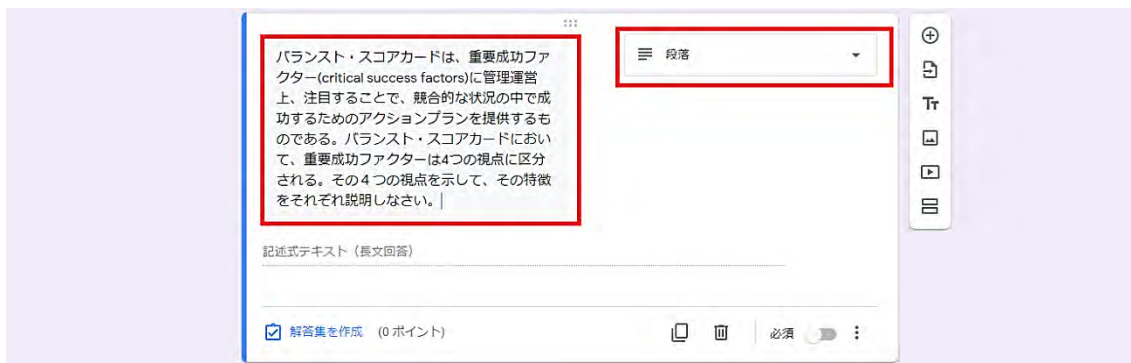 バランスト・スコアカードは、重要成功ファ
クター(critical success factors)に管理運営
上、注目することで、競合的な状況の中で成
功するためのアクションプランを提供するも
のである。バランスト・スコアカードにおい
て、重要成功ファクターは4つの視点に区分
される。その４つの視点を示して、その特徴
をそれぞれ説明しなさい。
段落
Tт
記述式テキスト（長文回答）
解答集を作成 (0 ポイント)
必須